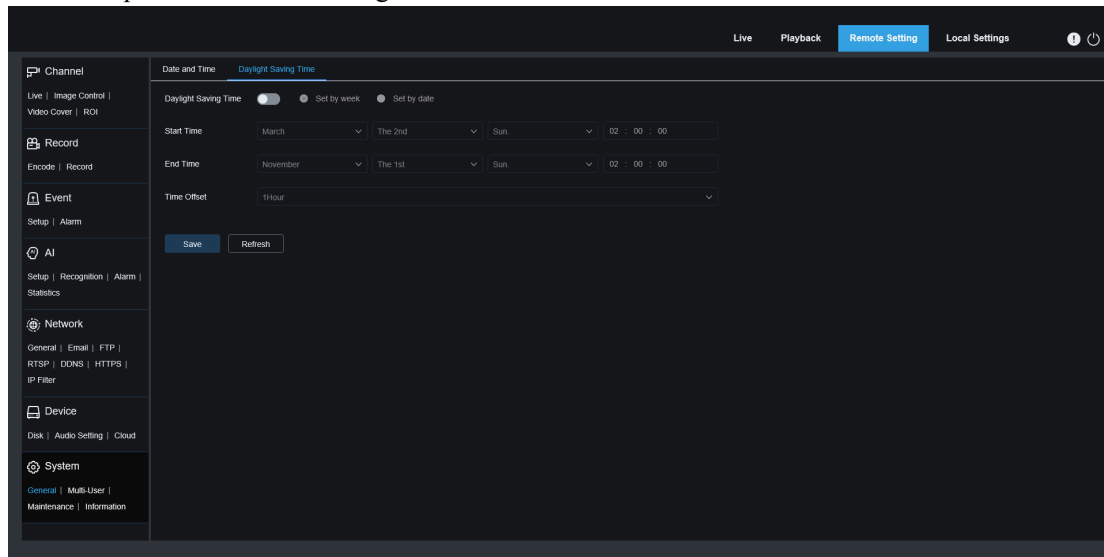 Live Playback Remote Setting Local Settings
Channel
Live | Image Control |
Video Cover | ROI
Record
Encode | Record
Event
Setup | Alarm
AI
Setup | Recognition | Alarm |
Statistics
Network
General | Email | FTP |
RTSP | DDNS | HTTPS |
IP Filter
Device
Disk | Audio Setting | Cloud
System
General | Multi-User |
Maintenance | Information
Date and Time Daylight Saving Time
Daylight Saving Time Set by week Set by date
Start Time March The 2nd Sun. 02 : 00 : 00
End Time November The 1st Sun. 02 : 00 : 00
Time Offset 1Hour
Save Refresh